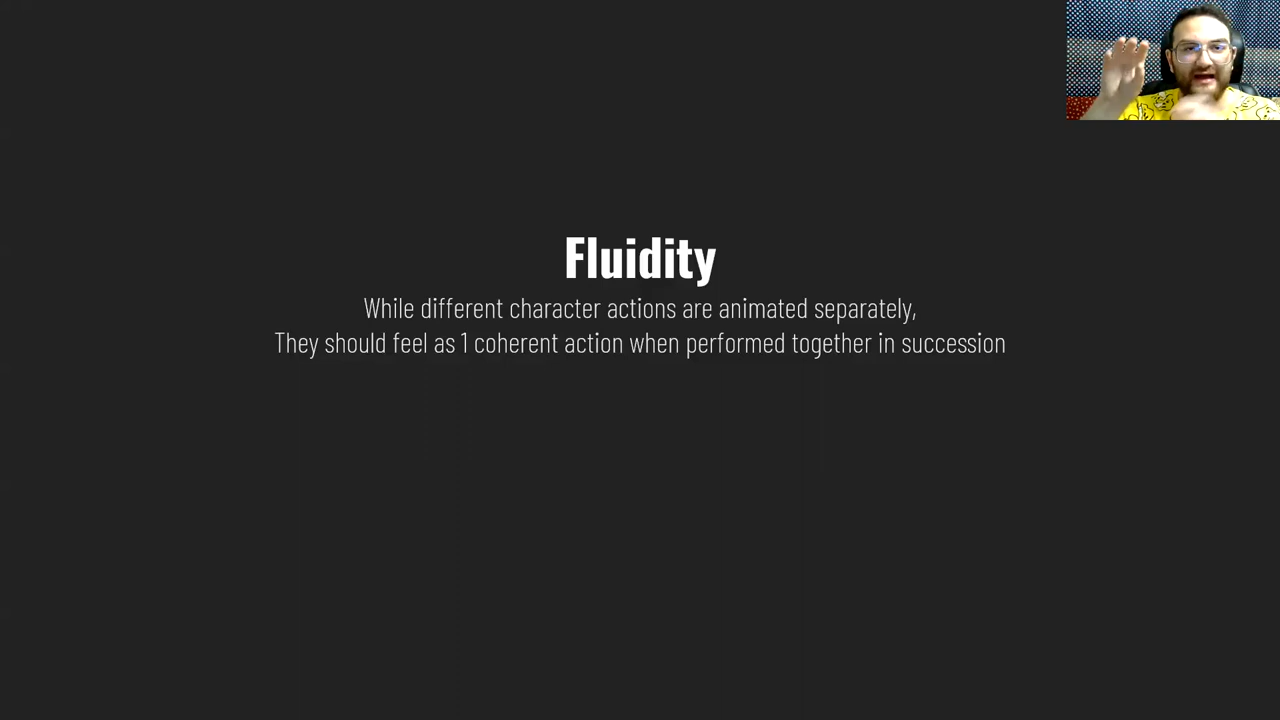 Fluidity
While different character actions are animated separately,
They should feel as 1 coherent action when performed together in succession